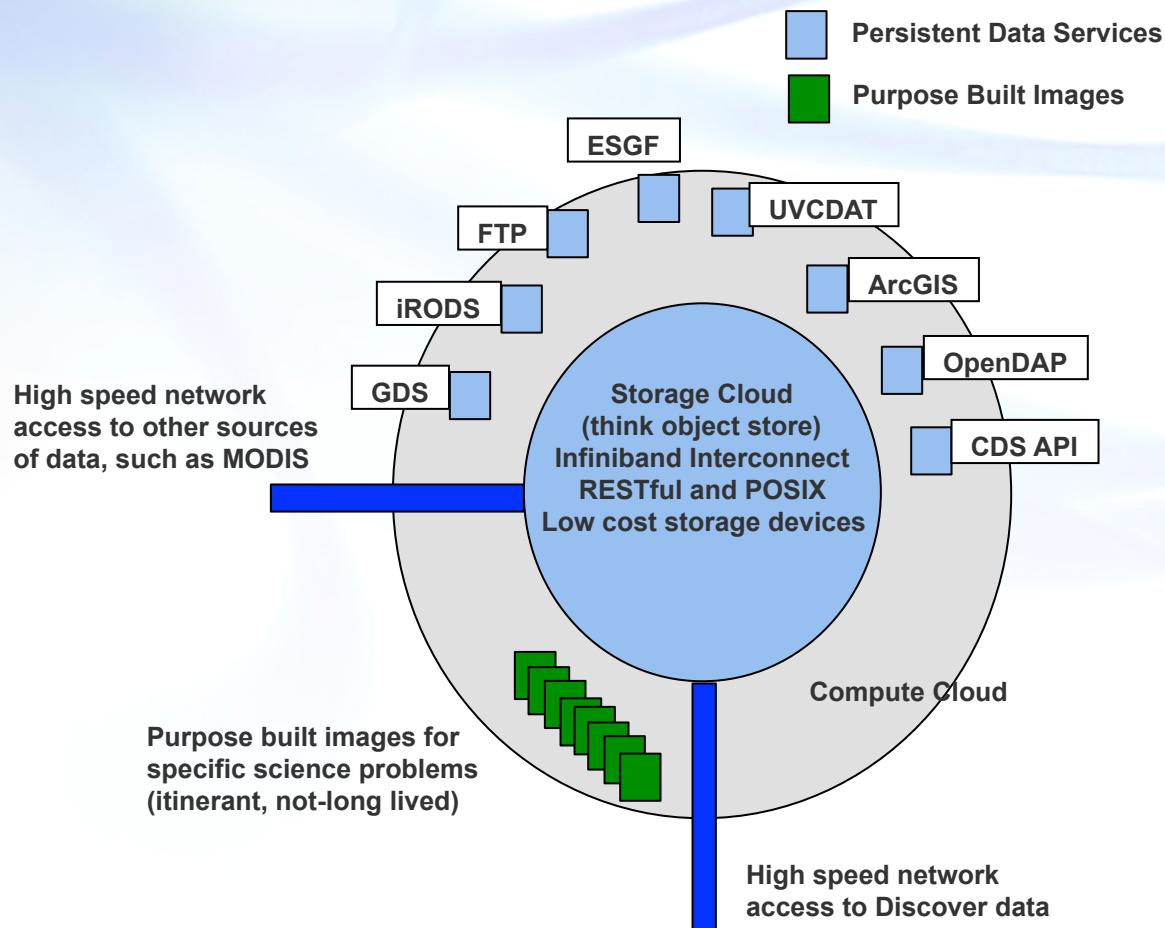 Persistent Data Services
Purpose Built Images
ESGF
UVCDAT
FTP
ArcGIS
iRODS
OpenDAP
GDS
CDS API
High speed network
access to other sources
of data, such as MODIS
Storage Cloud
(think object store)
Infiniband Interconnect
RESTful and POSIX
Low cost storage devices
Compute Cloud
Purpose built images for
specific science problems
(itinerant, not-long lived)
High speed network
access to Discover data